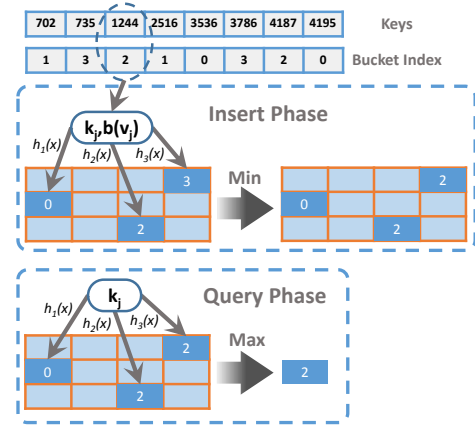 702 735 1244 2516 3536 3786 4187 4195 Keys
1 3 2 1 0 3 2 0 Bucket Index
Insert Phase
kj,b(vj)
h1(x) h2(x) h3(x)
3 Min 2
0 0
2 2
Query Phase
kj
h1(x) h2(x) h3(x)
2 Max
0 2
2